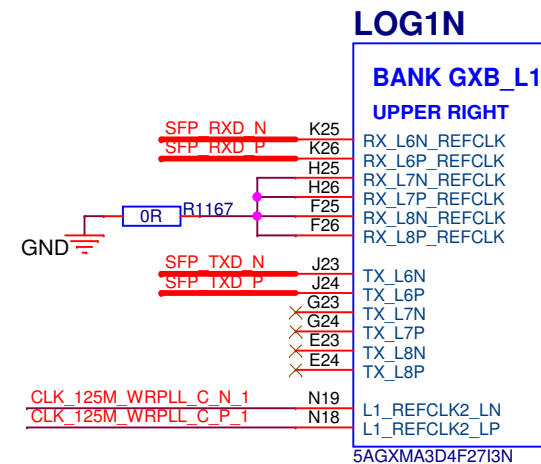 LOG1N
BANK GXB_L1
UPPER RIGHT
SFP_RXD_N K25 RX_L6N_REFCLK
SFP_RXD_P K26 RX_L6P_REFCLK
H25 RX_L7N_REFCLK
H26 RX_L7P_REFCLK
0R R1167 F25 RX_L8N_REFCLK
F26 RX_L8P_REFCLK
GND
SFP_TXD_N J23 TX_L6N
SFP_TXD_P J24 TX_L6P
G23 TX_L7N
G24 TX_L7P
E23 TX_L8N
E24 TX_L8P
CLK_125M_WRPLL_C_N_1 N19 L1_REFCLK2_LN
CLK_125M_WRPLL_C_P_1 N18 L1_REFCLK2_LP
5AGXMA3D4F27I3N